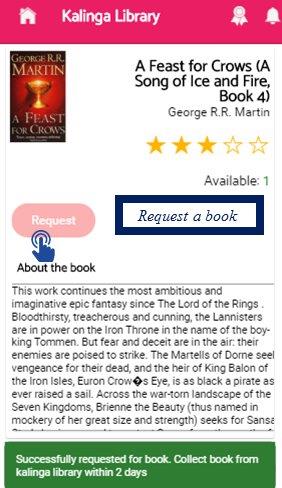 Kalinga Library
GEORGE R.R.
MARTIN
A FEAST
FOR CROWS
A Feast for Crows (A
Song of Ice and Fire,
Book 4)
George R.R. Martin
Available: 1
Request
Request a book
About the book
This work continues the most ambitious and
imaginative epic fantasy since The Lord of the Rings .
Bloodthirsty, treacherous and cunning, the Lannisters
are in power on the Iron Throne in the name of the boy-
king Tommen. But fear and deceit are in the air: their
enemies are poised to strike. The Martells of Dorne seek
vengeance for their dead, and the heir of King Balon of
the Iron Isles, Euron Crow�s Eye, is as black a pirate as
ever raised a sail. Across the war-torn landscape of the
Seven Kingdoms, Brienne the Beauty (thus named in
mockery of her great size and strength) seeks for Sansa
Successfully requested for book. Collect book from
kalinga library within 2 days